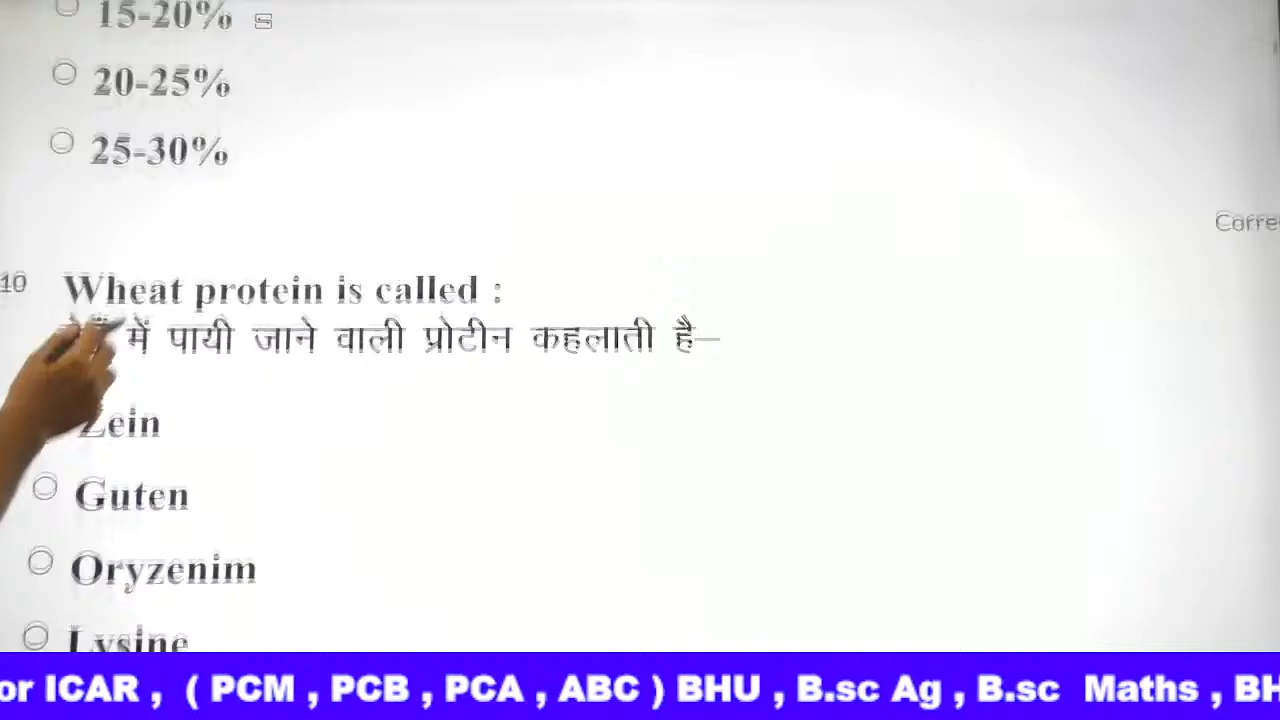 15-20%
20-25%
25-30%
Corre
10 Wheat protein is called :
में पायी जाने वाली प्रोटीन कहलाती है–
Zein
Guten
Oryzenim
Lysine
or ICAR , ( PCM , PCB , PCA , ABC ) BHU , B.sc Ag , B.sc Maths , BH